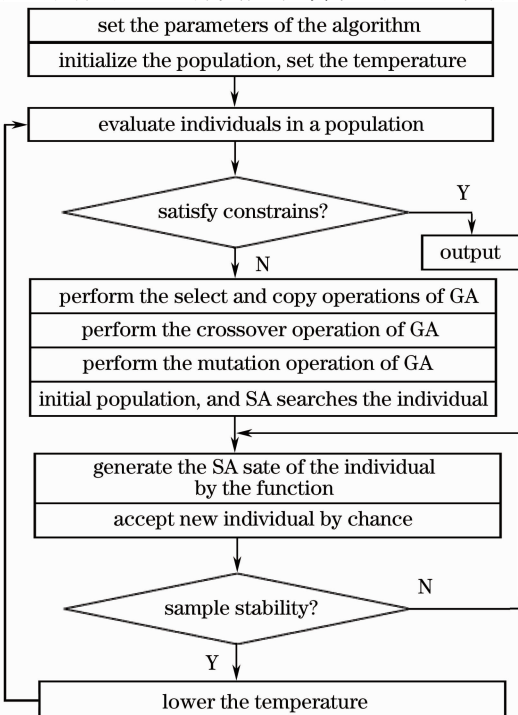 set the parameters of the algorithm
initialize the population, set the temperature
evaluate individuals in a population
satisfy constrains?
Y
output
N
perform the select and copy operations of GA
perform the crossover operation of GA
perform the mutation operation of GA
initial population, and SA searches the individual
generate the SA sate of the individual
by the function
accept new individual by chance
sample stability?
N
Y
lower the temperature